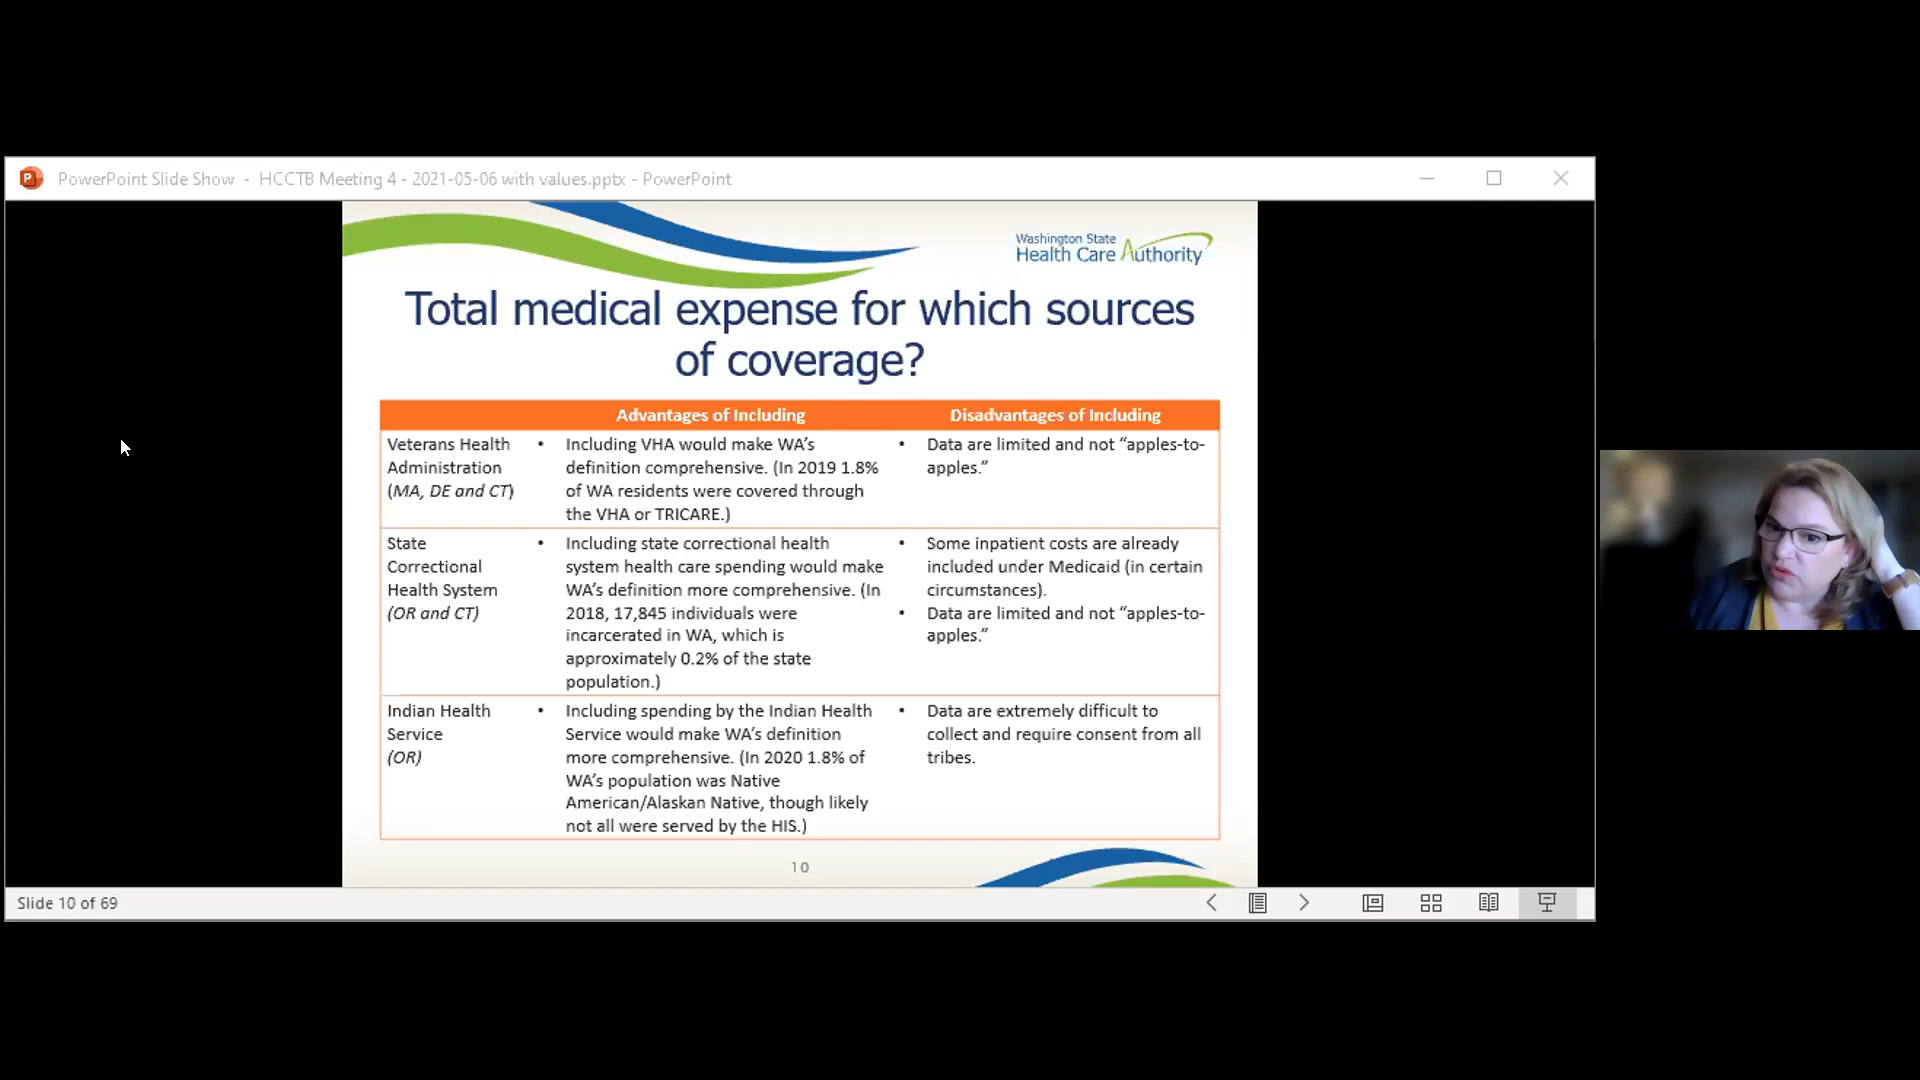 PowerPoint Slide Show - HCCTB Meeting 4 - 2021-05-06 with values.pptx - PowerPoint
Washington State
Health Care Authority
Total medical expense for which sources
of coverage?
Advantages of Including
Disadvantages of Including
Veterans Health
Administration
(MA, DE and CT)
• Including VHA would make WA's
definition comprehensive. (In 2019 1.8%
of WA residents were covered through
the VHA or TRICARE.)
• Data are limited and not "apples-to-
apples."
State
Correctional
Health System
(OR and CT)
• Including state correctional health
system health care spending would make
WA's definition more comprehensive. (In
2018, 17,845 individuals were
incarcerated in WA, which is
approximately 0.2% of the state
population.)
• Some inpatient costs are already
included under Medicaid (in certain
circumstances).
• Data are limited and not "apples-to-
apples."
Indian Health
Service
(OR)
• Including spending by the Indian Health
Service would make WA's definition
more comprehensive. (In 2020 1.8% of
WA's population was Native
American/Alaskan Native, though likely
not all were served by the HIS.)
• Data are extremely difficult to
collect and require consent from all
tribes.
10
Slide 10 of 69